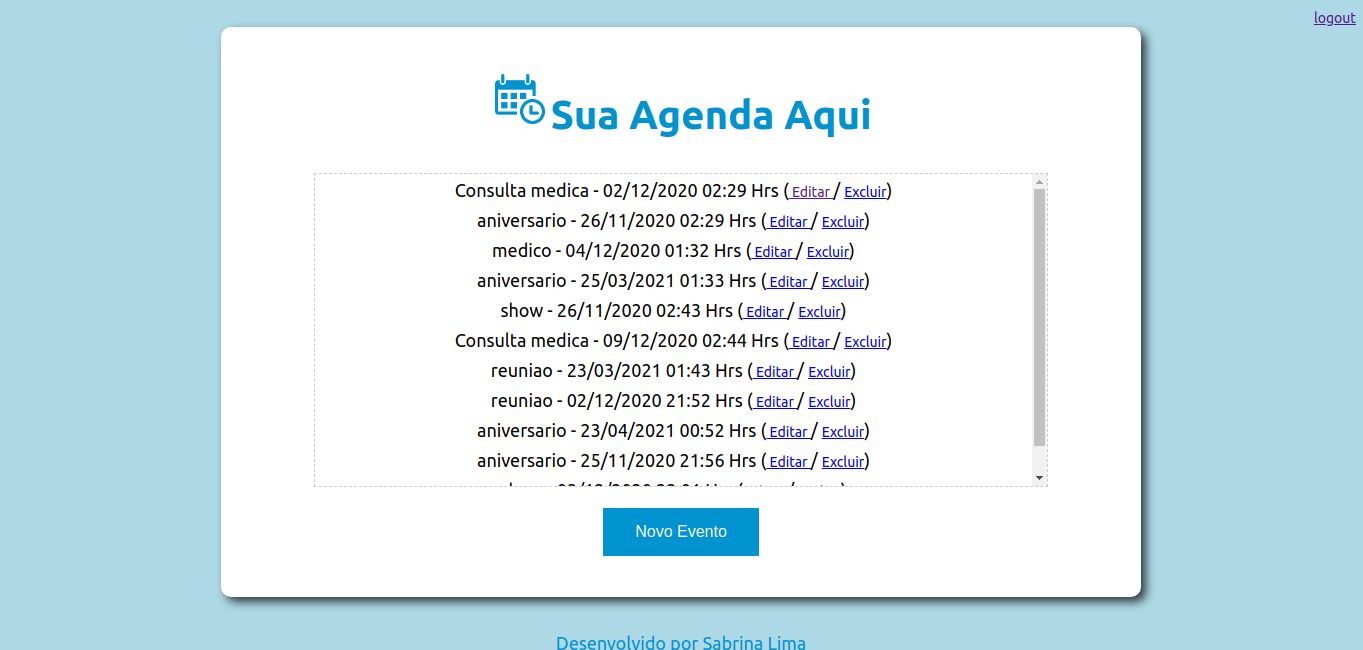 logout
Sua Agenda Aqui
Consulta medica - 02/12/2020 02:29 Hrs ( Editar / Excluir)
aniversario - 26/11/2020 02:29 Hrs ( Editar / Excluir)
medico - 04/12/2020 01:32 Hrs ( Editar / Excluir)
aniversario - 25/03/2021 01:33 Hrs ( Editar / Excluir)
show - 26/11/2020 02:43 Hrs ( Editar / Excluir)
Consulta medica - 09/12/2020 02:44 Hrs ( Editar / Excluir)
reuniao - 23/03/2021 01:43 Hrs ( Editar / Excluir)
reuniao - 02/12/2020 21:52 Hrs ( Editar / Excluir)
aniversario - 23/04/2021 00:52 Hrs ( Editar / Excluir)
aniversario - 25/11/2020 21:56 Hrs ( Editar / Excluir)
Novo Evento
Desenvolvido por Sabrina Lima